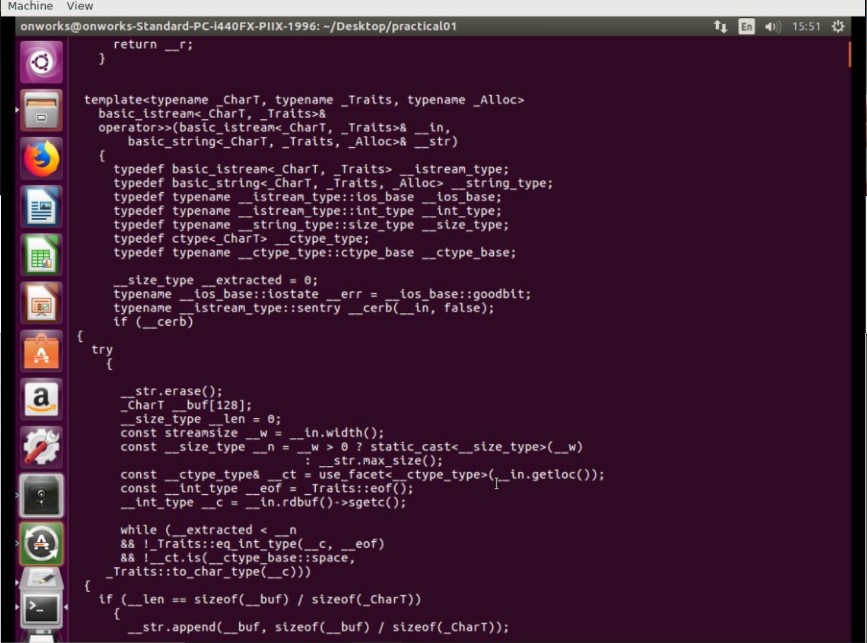 Machine View
onworks@onworks-Standard-PC-i440FX-PIIX-1996: ~/Desktop/practical01
En
15:51
return __r;
}
template<typename _CharT, typename _Traits, typename _Alloc>
basic_istream<_CharT, _Traits>&
operator>>(basic_istream<_CharT, _Traits>& __in,
basic_string<_CharT, _Traits, _Alloc>& __str)
{
typedef basic_istream<_CharT, _Traits> __istream_type;
typedef basic_string<_CharT, _Traits, _Alloc> __string_type;
typedef typename __istream_type::ios_base __ios_base;
typedef typename __istream_type::int_type __int_type;
typedef typename __string_type::size_type __size_type;
typedef ctype<_CharT> __ctype_type;
typedef typename __ctype_type::ctype_base __ctype_base;
__size_type __extracted = 0;
typename __ios_base::iostate __err = __ios_base::goodbit;
typename __istream_type::sentry __cerb(__in, false);
if (__cerb)
{
try
{
__str.erase();
_CharT __buf[128];
__size_type __len = 0;
const streamsize __w = __in.width();
const __size_type __n = __w > 0 ? static_cast<__size_type>(__w)
: __str.max_size();
const __ctype_type& __ct = use_facet<__ctype_type>(__in.getloc());
const __int_type __eof = _Traits::eof();
__int_type __c = __in.rdbuf()->sgetc();
while (__extracted < __n
&& !_Traits::eq_int_type(__c, __eof)
&& !__ct.is(__ctype_base::space,
_Traits::to_char_type(__c)))
{
if (__len == sizeof(__buf) / sizeof(_CharT))
{
__str.append(__buf, sizeof(__buf) / sizeof(_CharT));